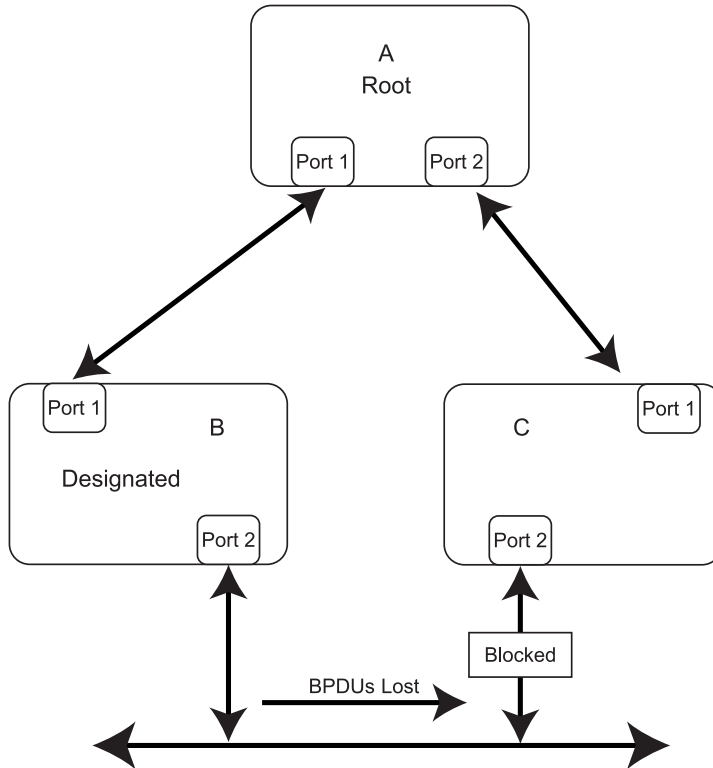 A
Root
Port 1
Port 2
Port 1
B
Designated
Port 2
C
Port 1
Port 2
Blocked
BPDUs Lost